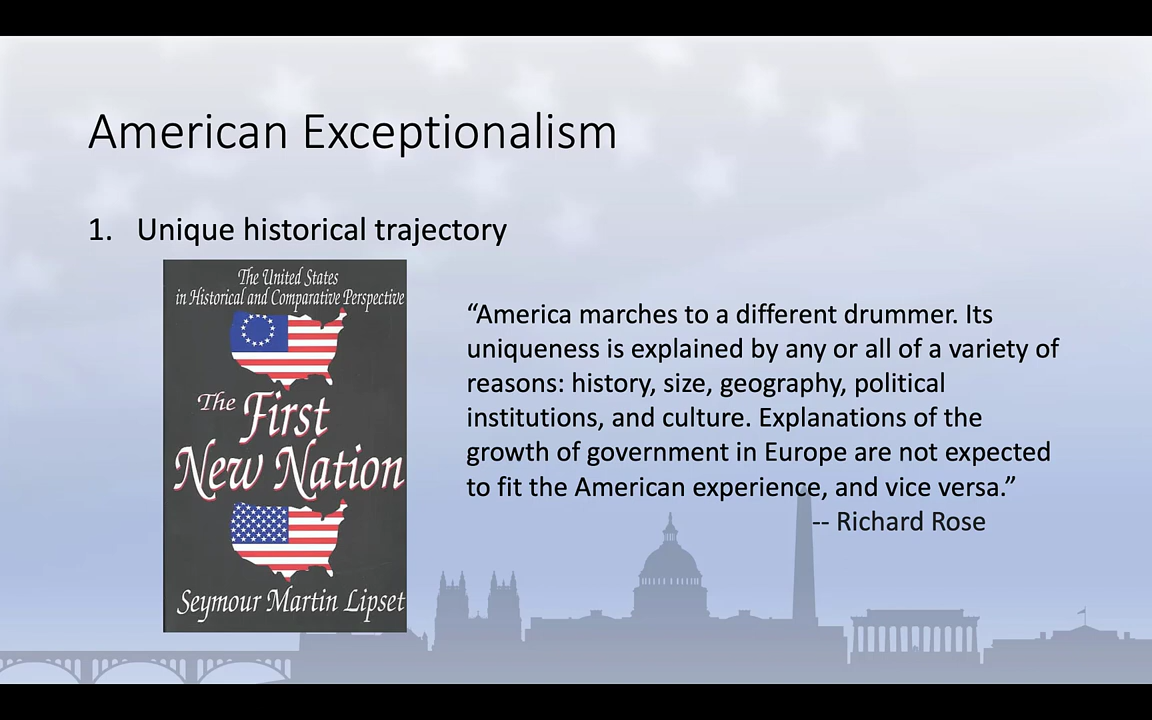 American Exceptionalism
1. Unique historical trajectory
The United States
in Historical and Comparative Perspective
The First
New Nation
Seymour Martin Lipset
“America marches to a different drummer. Its
uniqueness is explained by any or all of a variety of
reasons: history, size, geography, political
institutions, and culture. Explanations of the
growth of government in Europe are not expected
to fit the American experience, and vice versa.”
-- Richard Rose